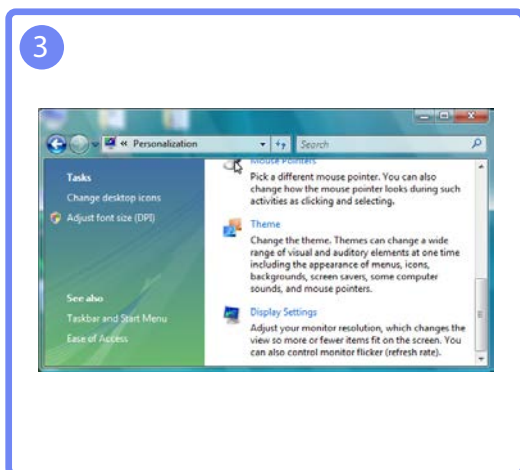 3
« Personalization
Search
Tasks
Change desktop icons
Adjust font size (DPI)
See also
Taskbar and Start Menu
Ease of Access
Mouse Pointers
Pick a different mouse pointer. You can also
change how the mouse pointer looks during such
activities as clicking and selecting.
Theme
Change the theme. Themes can change a wide
range of visual and auditory elements at one time
including the appearance of menus, icons,
backgrounds, screen savers, some computer
sounds, and mouse pointers.
Display Settings
Adjust your monitor resolution, which changes the
view so more or fewer items fit on the screen. You
can also control monitor flicker (refresh rate).